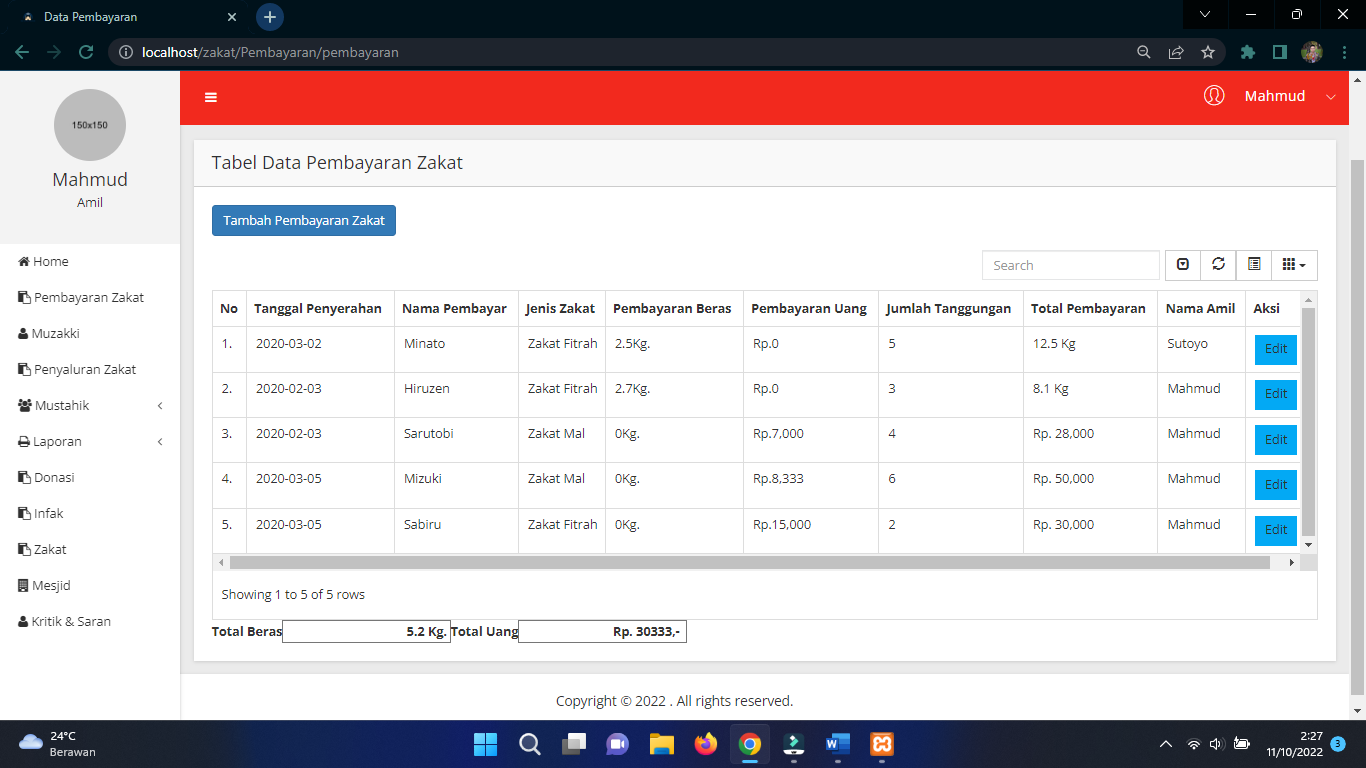 Data Pembayaran
localhost/zakat/Pembayaran/pembayaran
150x150
Mahmud
Amil
Home
Pembayaran Zakat
Muzakki
Penyaluran Zakat
Mustahik
Laporan
Donasi
Infak
Zakat
Mesjid
Kritik & Saran
Mahmud
Tabel Data Pembayaran Zakat
Tambah Pembayaran Zakat
Search
No Tanggal Penyerahan Nama Pembayar Jenis Zakat Pembayaran Beras Pembayaran Uang Jumlah Tanggungan Total Pembayaran Nama Amil Aksi
1. 2020-03-02 Minato Zakat Fitrah 2.5Kg. Rp.0 5 12.5 Kg Sutoyo Edit
2. 2020-02-03 Hiruzen Zakat Fitrah 2.7Kg. Rp.0 3 8.1 Kg Mahmud Edit
3. 2020-02-03 Sarutobi Zakat Mal 0Kg. Rp.7,000 4 Rp. 28,000 Mahmud Edit
4. 2020-03-05 Mizuki Zakat Mal 0Kg. Rp.8,333 6 Rp. 50,000 Mahmud Edit
5. 2020-03-05 Sabiru Zakat Fitrah 0Kg. Rp.15,000 2 Rp. 30,000 Mahmud Edit
Showing 1 to 5 of 5 rows
Total Beras 5.2 Kg. Total Uang Rp. 30333,-
Copyright © 2022 . All rights reserved.
24°C
Berawan
2:27
11/10/2022
3